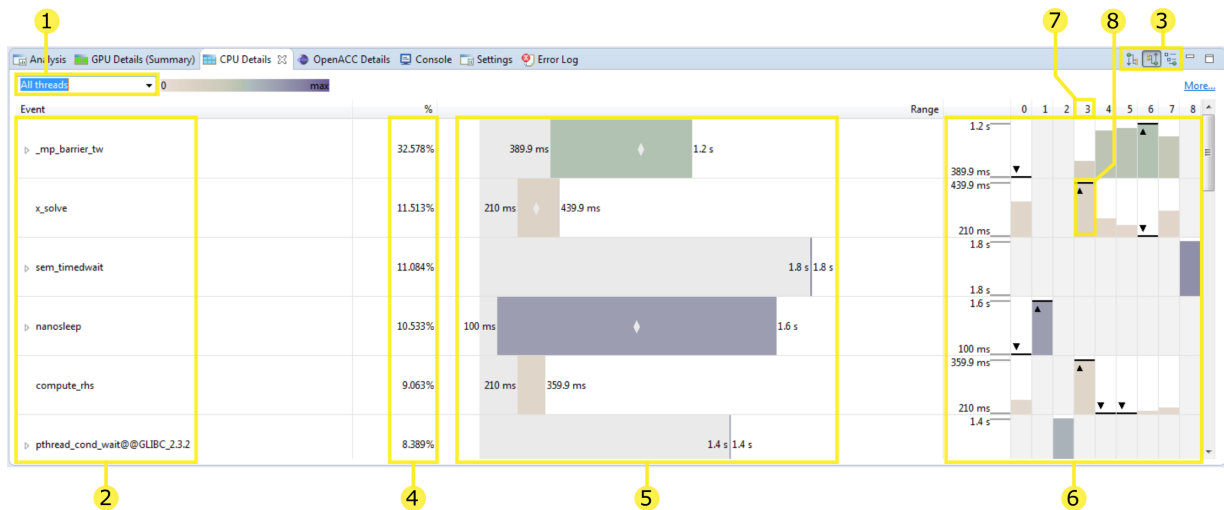 1 7 8 3
Analysis GPU Details (Summary) CPU Details OpenACC Details Console Settings Error Log
All threads 0 max More...
Event % Range 0 1 2 3 4 5 6 7 8
_mp_barrier_tw 32.578% 389.9 ms 1.2 s 1.2 s 389.9 ms
x_solve 11.513% 210 ms 439.9 ms 439.9 ms 210 ms
sem_timedwait 11.084% 1.8 s 1.8 s 1.8 s 1.8 s
nanosleep 10.533% 100 ms 1.6 s 1.6 s 100 ms
compute_rhs 9.063% 210 ms 359.9 ms 359.9 ms 210 ms
pthread_cond_wait@@GLIBC_2.3.2 8.389% 1.4 s 1.4 s 1.4 s
2 4 5 6